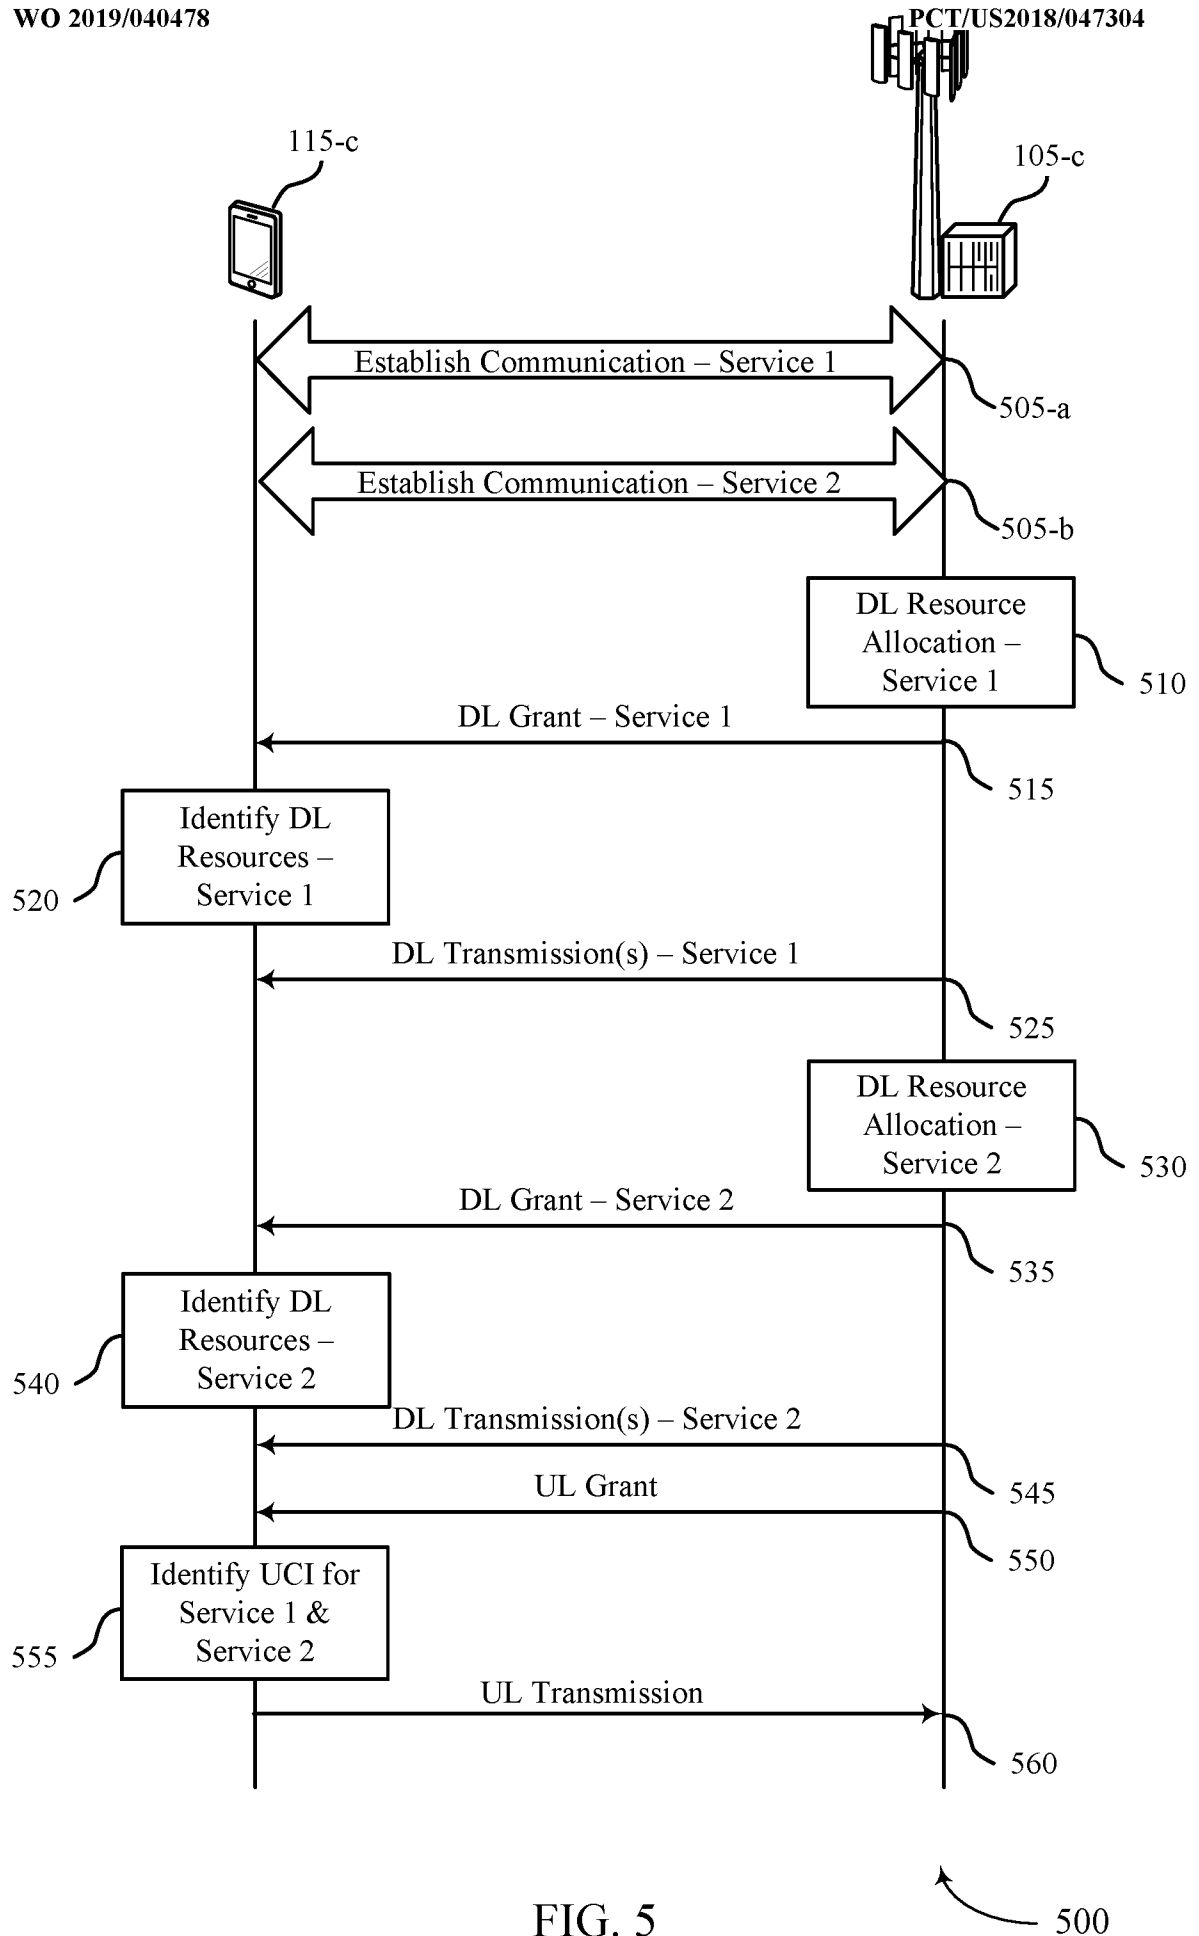 WO 2019/040478
PCT/US2018/047304
115-c
105-c
Establish Communication – Service 1
505-a
Establish Communication – Service 2
505-b
DL Resource
Allocation –
Service 1
510
DL Grant – Service 1
515
Identify DL
Resources –
Service 1
520
DL Transmission(s) – Service 1
525
DL Resource
Allocation –
Service 2
530
DL Grant – Service 2
535
Identify DL
Resources –
Service 2
540
DL Transmission(s) – Service 2
545
UL Grant
550
Identify UCI for
Service 1 &
Service 2
555
UL Transmission
560
500
FIG. 5